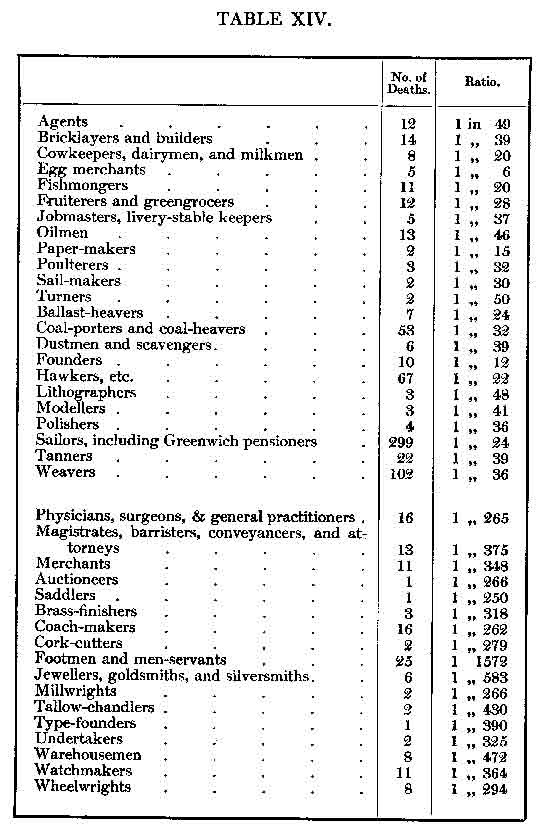 TABLE XIV.
No. of Deaths. Ratio.
Agents . . . . . . 12 1 in 49
Bricklayers and builders . . . 14 1 „ 39
Cowkeepers, dairymen, and milkmen . . 8 1 „ 20
Egg merchants . . . . . 5 1 „ 6
Fishmongers . . . . . 11 1 „ 20
Fruiterers and greengrocers . . . 12 1 „ 28
Jobmasters, livery-stable keepers . . 5 1 „ 37
Oilmen . . . . . . 13 1 „ 46
Paper-makers . . . . . 2 1 „ 15
Poulterers . . . . . . 3 1 „ 32
Sail-makers . . . . . 2 1 „ 30
Turners . . . . . . 2 1 „ 50
Ballast-heavers . . . . . 7 1 „ 24
Coal-porters and coal-heavers . . . 53 1 „ 32
Dustmen and scavengers . . . . 6 1 „ 39
Founders . . . . . . 10 1 „ 12
Hawkers, etc. . . . . . 67 1 „ 22
Lithographers . . . . . 3 1 „ 48
Modellers . . . . . . 3 1 „ 41
Polishers . . . . . . 4 1 „ 36
Sailors, including Greenwich pensioners . 299 1 „ 24
Tanners . . . . . . 22 1 „ 39
Weavers . . . . . . 102 1 „ 36
Physicians, surgeons, & general practitioners . 16 1 „ 265
Magistrates, barristers, conveyancers, and at-
torneys . . . . . 13 1 „ 375
Merchants . . . . . 11 1 „ 348
Auctioneers . . . . . 1 1 „ 266
Saddlers . . . . . . 1 1 „ 250
Brass-finishers . . . . . 3 1 „ 318
Coach-makers . . . . . 16 1 „ 262
Cork-cutters . . . . . 2 1 „ 279
Footmen and men-servants . . . 25 1 1572
Jewellers, goldsmiths, and silversmiths . . 6 1 „ 583
Millwrights . . . . . 2 1 „ 266
Tallow-chandlers . . . . . 2 1 „ 430
Type-founders . . . . . 1 1 „ 390
Undertakers . . . . . 2 1 „ 325
Warehousemen . . . . . 8 1 „ 472
Watchmakers . . . . . 11 1 „ 364
Wheelwrights . . . . . 8 1 „ 294